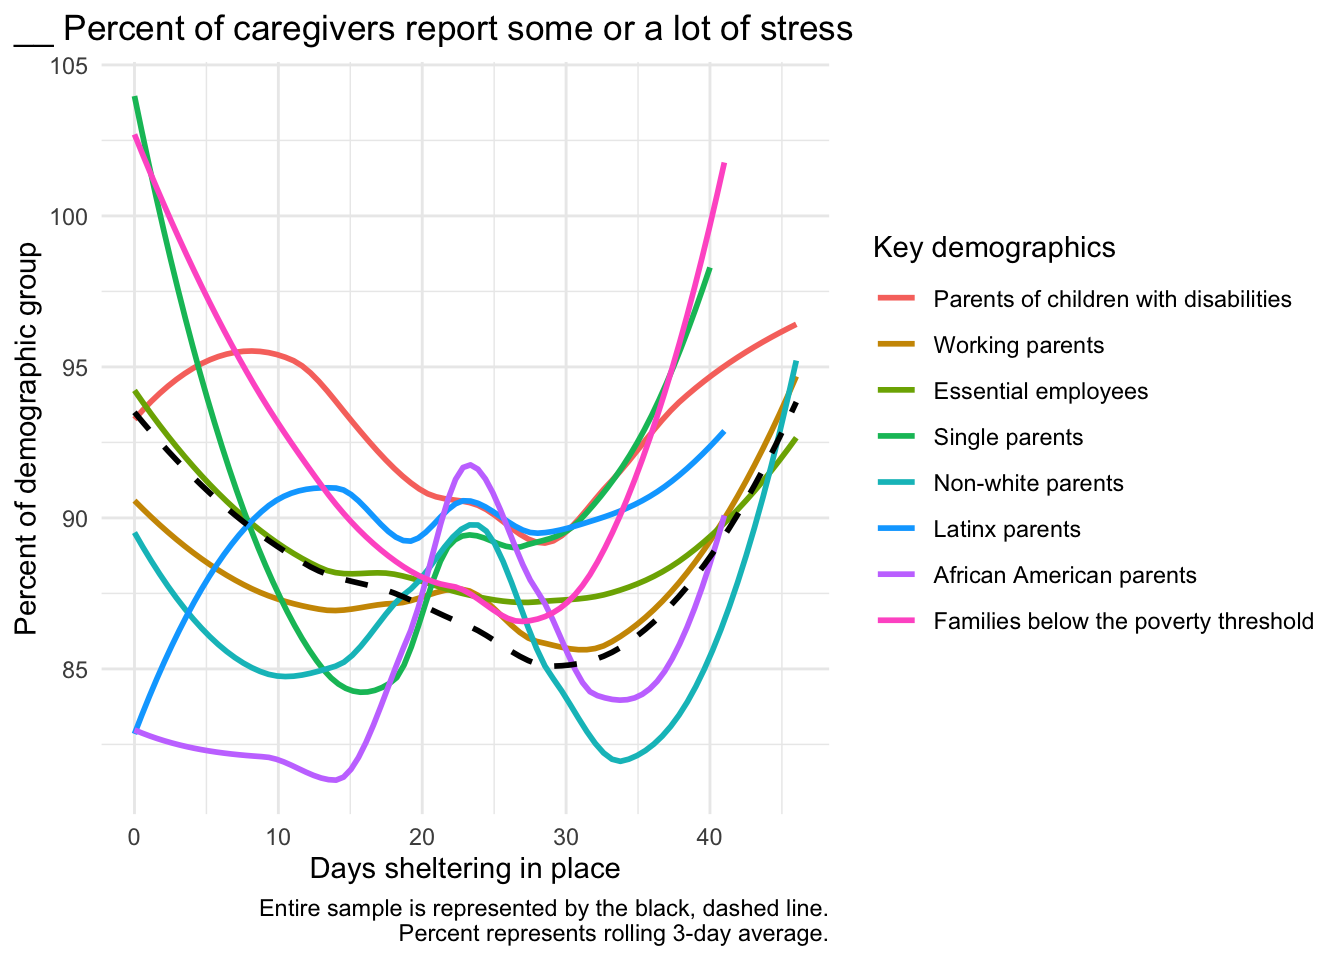 __ Percent of caregivers report some or a lot of stress
105
100
95
90
85
Percent of demographic group
0 10 20 30 40
Days sheltering in place
Entire sample is represented by the black, dashed line.
Percent represents rolling 3-day average.
Key demographics
Parents of children with disabilities
Working parents
Essential employees
Single parents
Non-white parents
Latinx parents
African American parents
Families below the poverty threshold